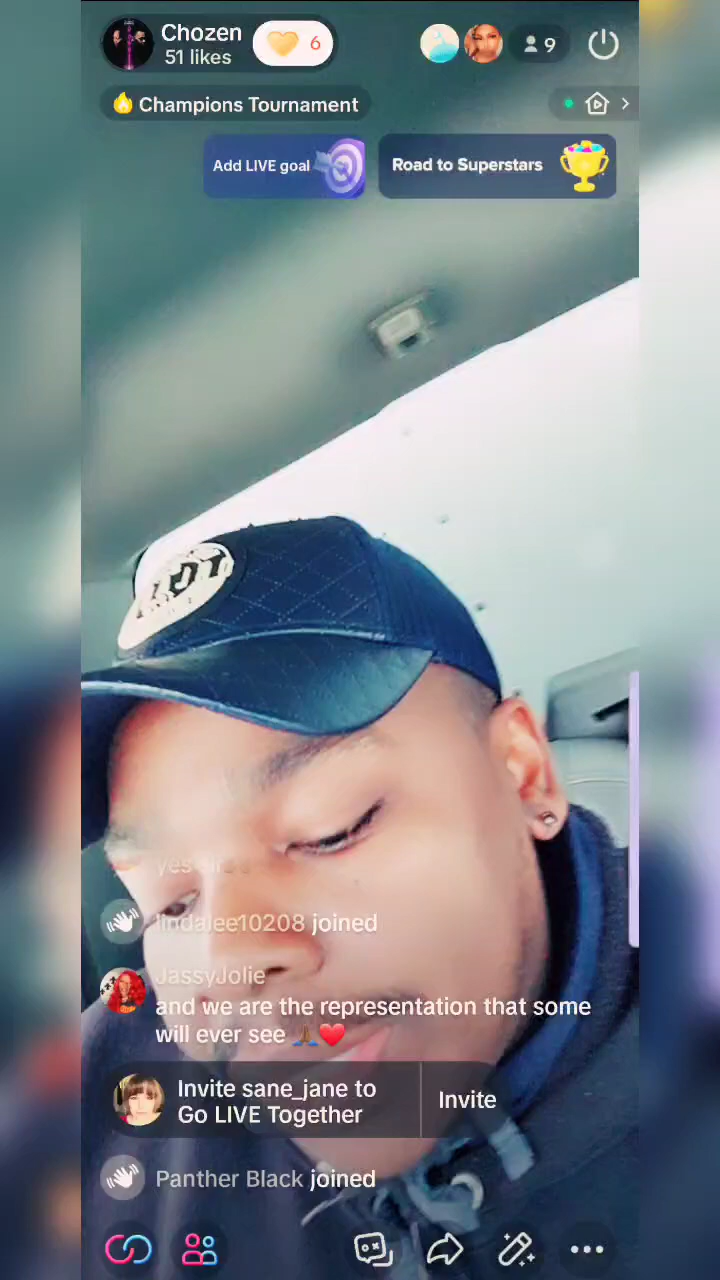 Chozen
51 likes
6
9
Champions Tournament
Add LIVE goal
Road to Superstars
lindalee10208 joined
JassyJolie
and we are the representation that some
will ever see 🙏🏾❤️
Invite sane_jane to
Go LIVE Together
Invite
Panther Black joined